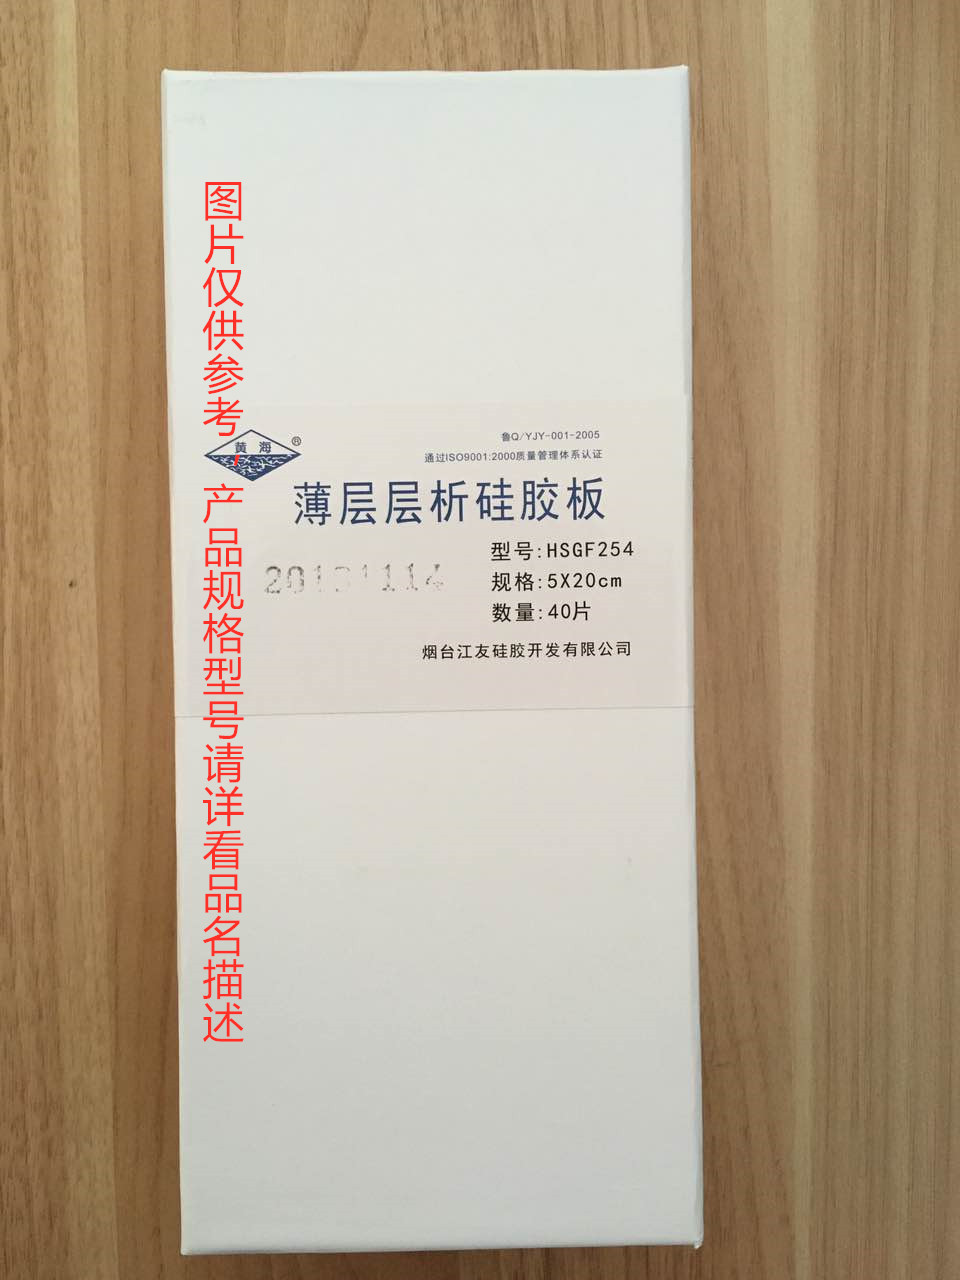 图片仅供参考，产品规格型号请详看品名描述
黄海®
鲁Q/YJY-001-2005
通过ISO9001:2000质量管理体系认证
薄层层析硅胶板
型号:HSGF254
规格:5X20cm
数量:40片
烟台江友硅胶开发有限公司